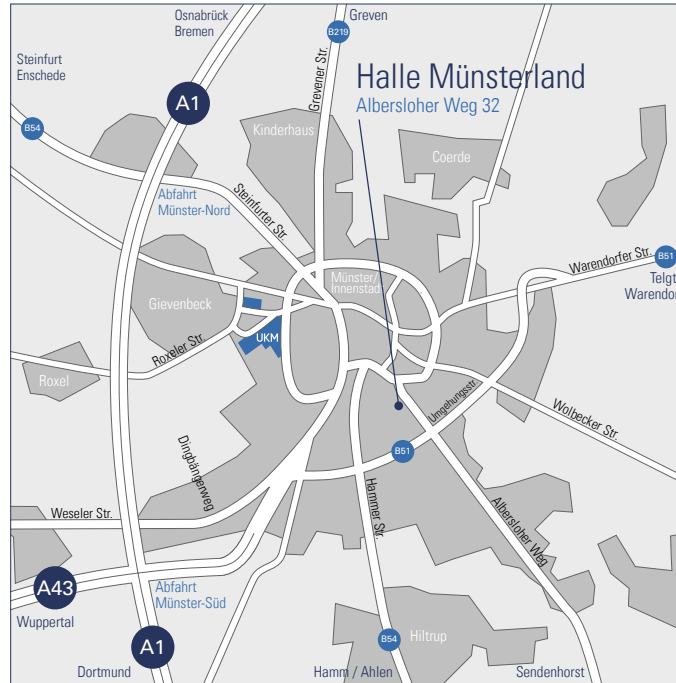 Osnabrück
Bremen
Greven
B219
Steinfurt
Enschede
Grevener Str.
Halle Münsterland
Albersloher Weg 32
A1
B54
Kinderhaus
Coerde
Abfahrt
Münster-Nord
Steinfurter Str.
Warendorfer Str.
B51
Telgt
Warendor
Münster/
Innenstad
Gievenbeck
UKM
Roxeler Str.
Roxel
Umgehungsstr.
Wolbecker Str.
Dingbängerweg
B51
Weseler Str.
Hammer Str.
Albersloher Weg
A43
Wuppertal
Abfahrt
Münster-Süd
A1
B54
Hiltrup
Dortmund
Hamm / Ahlen
Sendenhorst